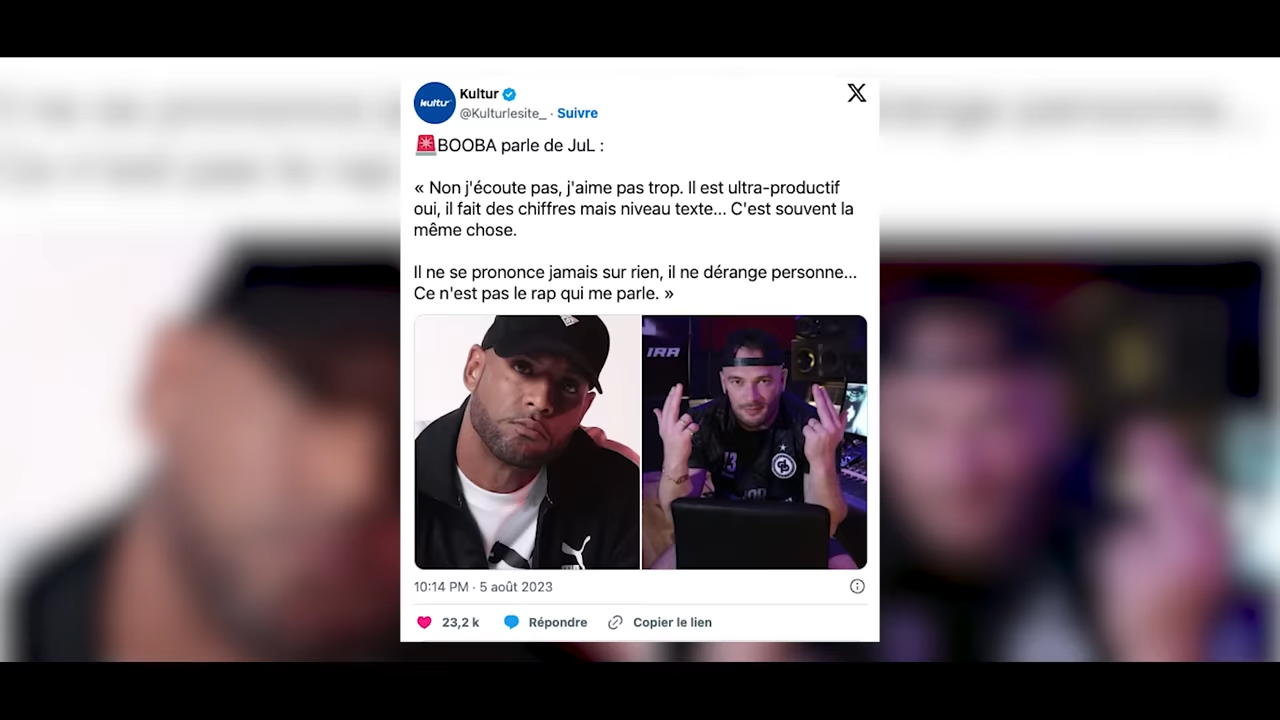 kultur
Kultur
@Kulturlesite_ · Suivre
🚨BOOBA parle de JuL :
« Non j'écoute pas, j'aime pas trop. Il est ultra-productif
oui, il fait des chiffres mais niveau texte... C'est souvent la
même chose.
Il ne se prononce jamais sur rien, il ne dérange personne...
Ce n'est pas le rap qui me parle. »
IRA
13
10:14 PM · 5 août 2023
23,2 k
Répondre
Copier le lien